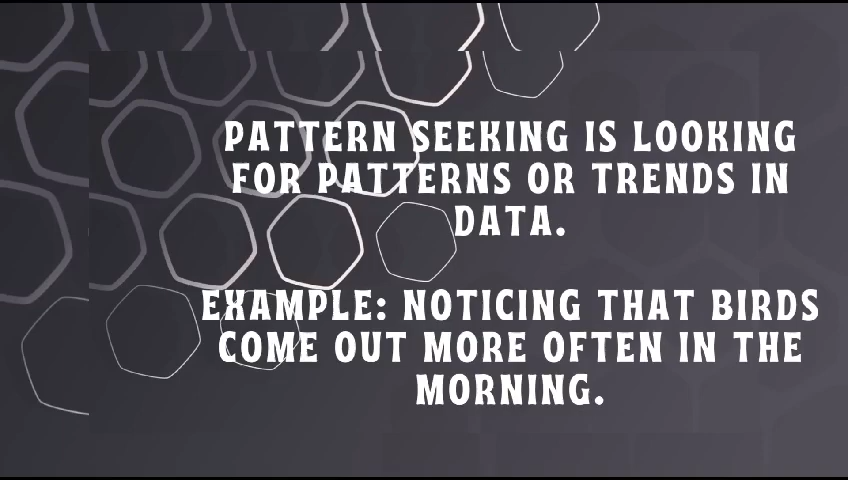 PATTERN SEEKING IS LOOKING
FOR PATTERNS OR TRENDS IN
DATA.
EXAMPLE: NOTICING THAT BIRDS
COME OUT MORE OFTEN IN THE
MORNING.